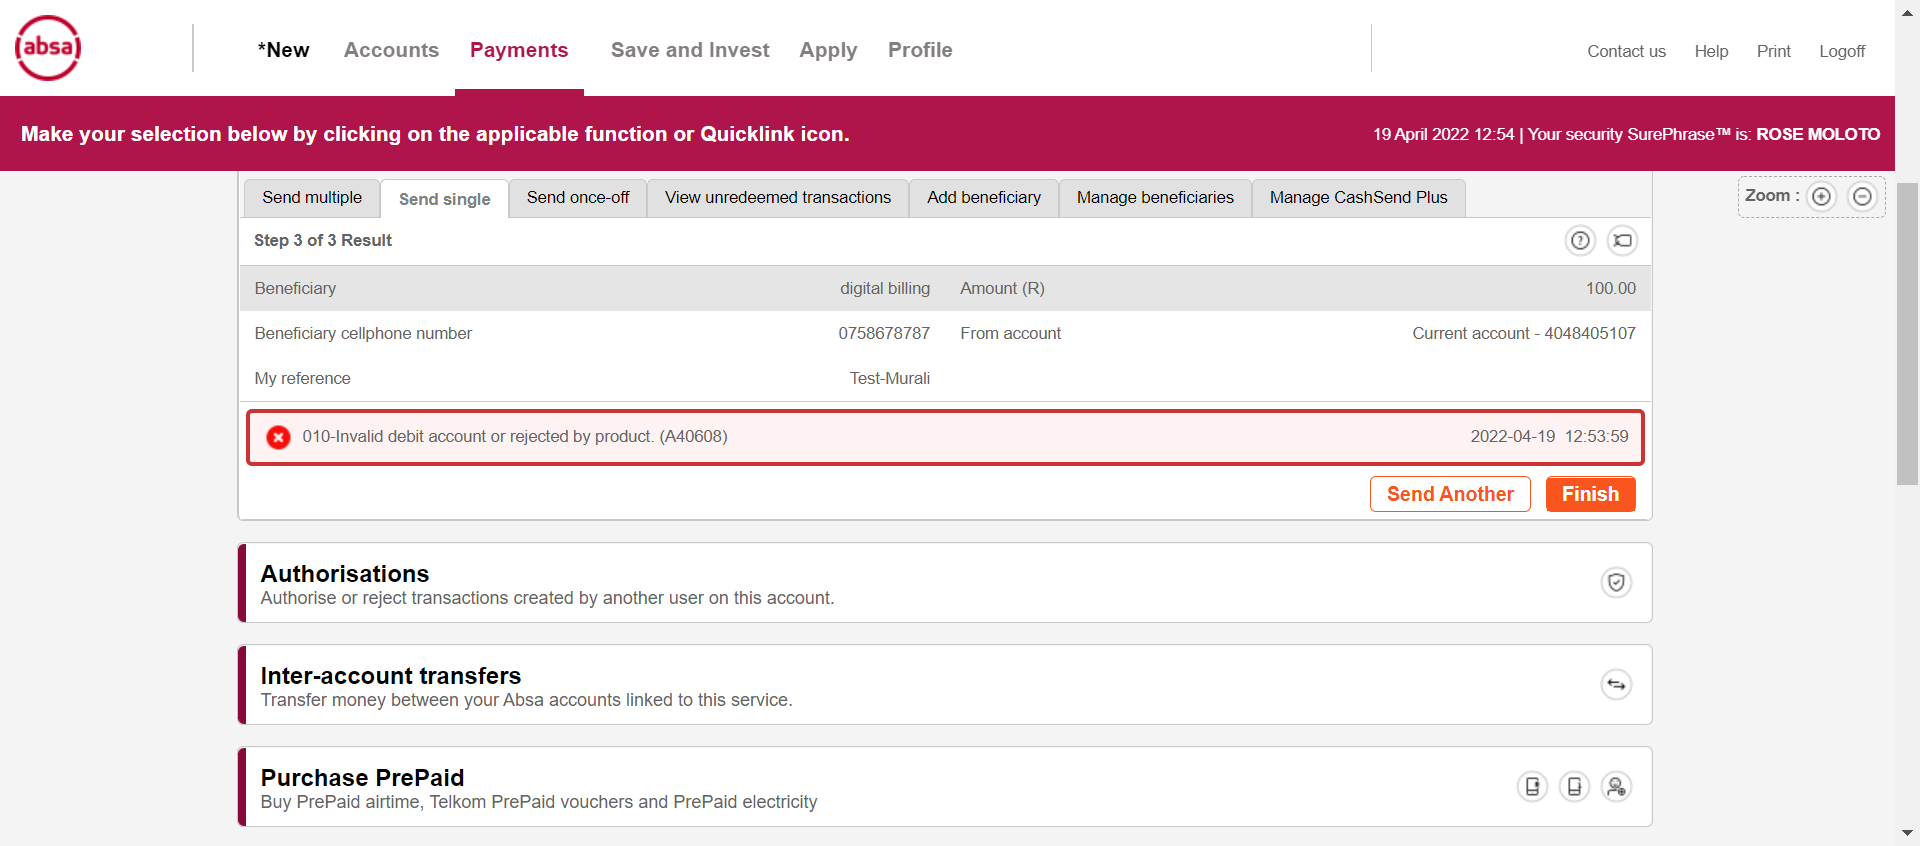 absa
*New Accounts Payments Save and Invest Apply Profile Contact us Help Print Logoff
Make your selection below by clicking on the applicable function or Quicklink icon. 19 April 2022 12:54 | Your security SurePhrase™ is: ROSE MOLOTO
Send multiple Send single Send once-off View unredeemed transactions Add beneficiary Manage beneficiaries Manage CashSend Plus Zoom :
Step 3 of 3 Result
Beneficiary digital billing Amount (R) 100.00
Beneficiary cellphone number 0758678787 From account Current account - 4048405107
My reference Test-Murali
010-Invalid debit account or rejected by product. (A40608) 2022-04-19 12:53:59
Send Another Finish
Authorisations
Authorise or reject transactions created by another user on this account.
Inter-account transfers
Transfer money between your Absa accounts linked to this service.
Purchase PrePaid
Buy PrePaid airtime, Telkom PrePaid vouchers and PrePaid electricity